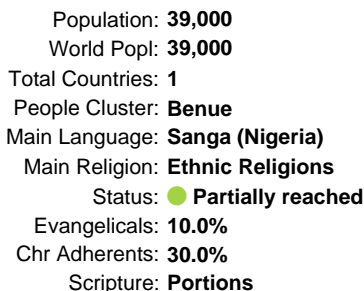 Population: 39,000
World Popl: 39,000
Total Countries: 1
People Cluster: Benue
Main Language: Sanga (Nigeria)
Main Religion: Ethnic Religions
Status: Partially reached
Evangelicals: 10.0%
Chr Adherents: 30.0%
Scripture: Portions